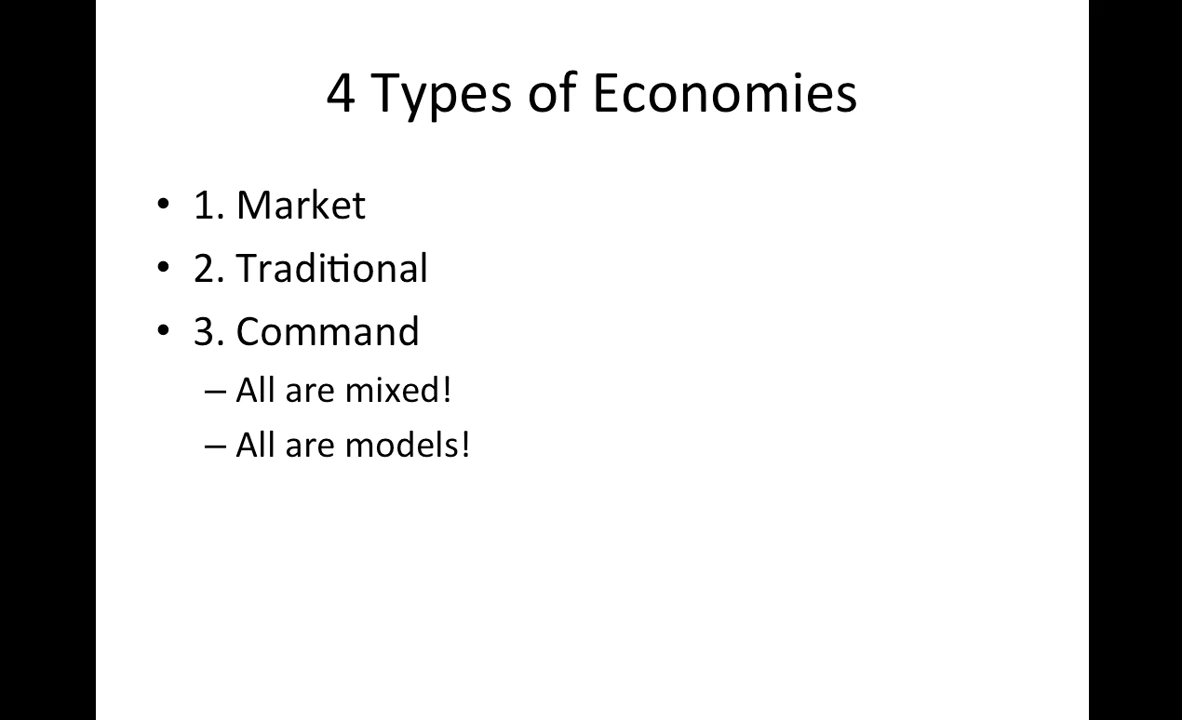 4 Types of Economies
• 1. Market
• 2. Traditional
• 3. Command
– All are mixed!
– All are models!